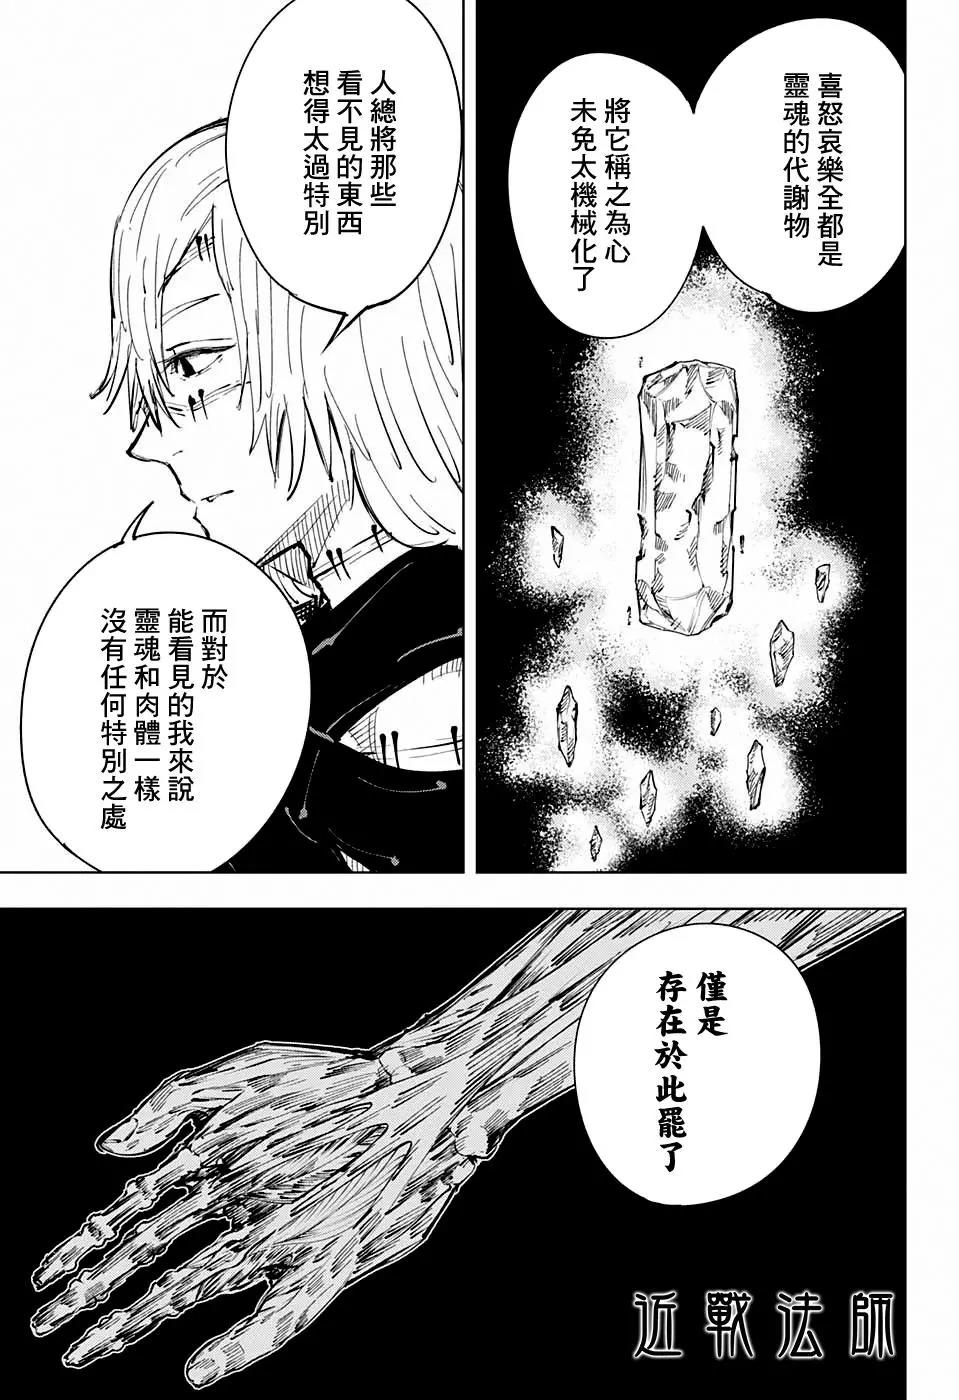 喜怒哀樂全都是
靈魂的代謝物
將它稱之為心
未免太機械化了
人總將那些
看不見的東西
想得太過特別
而對於
能看見的我來說
靈魂和肉體一樣
沒有任何特別之處
僅是
存在於此罷了
近戰法師